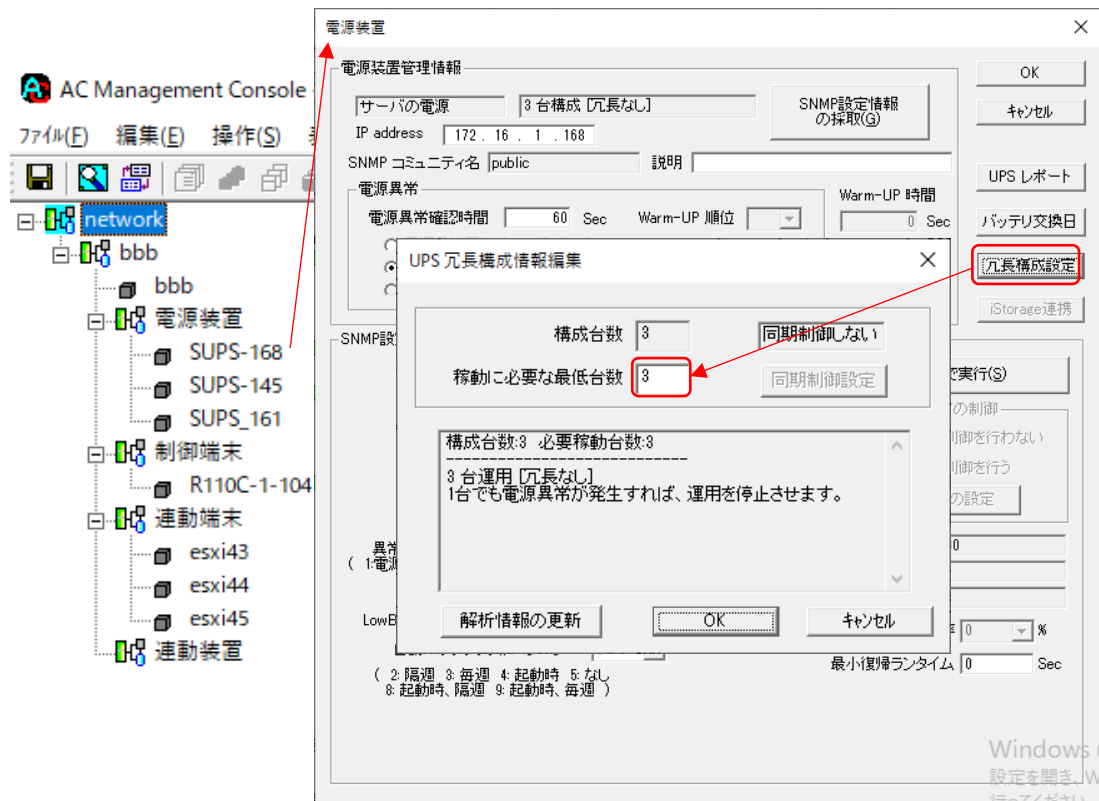 AC Management Console
ファイル(F) 編集(E) 操作(S)
network
bbb
bbb
電源装置
SUPS-168
SUPS-145
SUPS_161
制御端末
R110C-1-104
連動端末
esxi43
esxi44
esxi45
連動装置
電源装置
電源装置管理情報
サーバの電源 3 台構成 [冗長なし]
SNMP設定情報
の採取(G)
IP address 172 . 16 . 1 . 168
SNMP コミュニティ名 public 説明
電源異常
電源異常確認時間 60 Sec Warm-UP 順位
Warm-UP 時間
0 Sec
OK
キャンセル
UPS レポート
バッテリ交換日
冗長構成設定
iStorage連携
UPS 冗長構成情報編集
構成台数 3 同期制御しない
稼動に必要な最低台数 3 同期制御設定
構成台数:3 必要稼動台数:3
----------------------------
3 台運用 [冗長なし]
1台でも電源異常が発生すれば、運用を停止させます。
解析情報の更新 OK キャンセル
SNMP設
で実行(S)
の制御
制御を行わない
制御を行う
の設定
異常
( 1:電源
LowB
0 %
最小復帰ランタイム 0 Sec
( 2:隔週 3:毎週 4:起動時 5:なし
8:起動時、隔週 9:起動時、毎週 )
Windows
設定を開き、W
行ってください